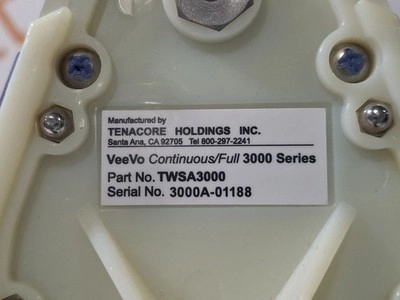 Manufactured by
TENACORE HOLDINGS INC.
Santa Ana, CA 92705 Tel 800-297-2241
VeeVo Continuous/Full 3000 Series
Part No. TWSA3000
Serial No. 3000A-01188